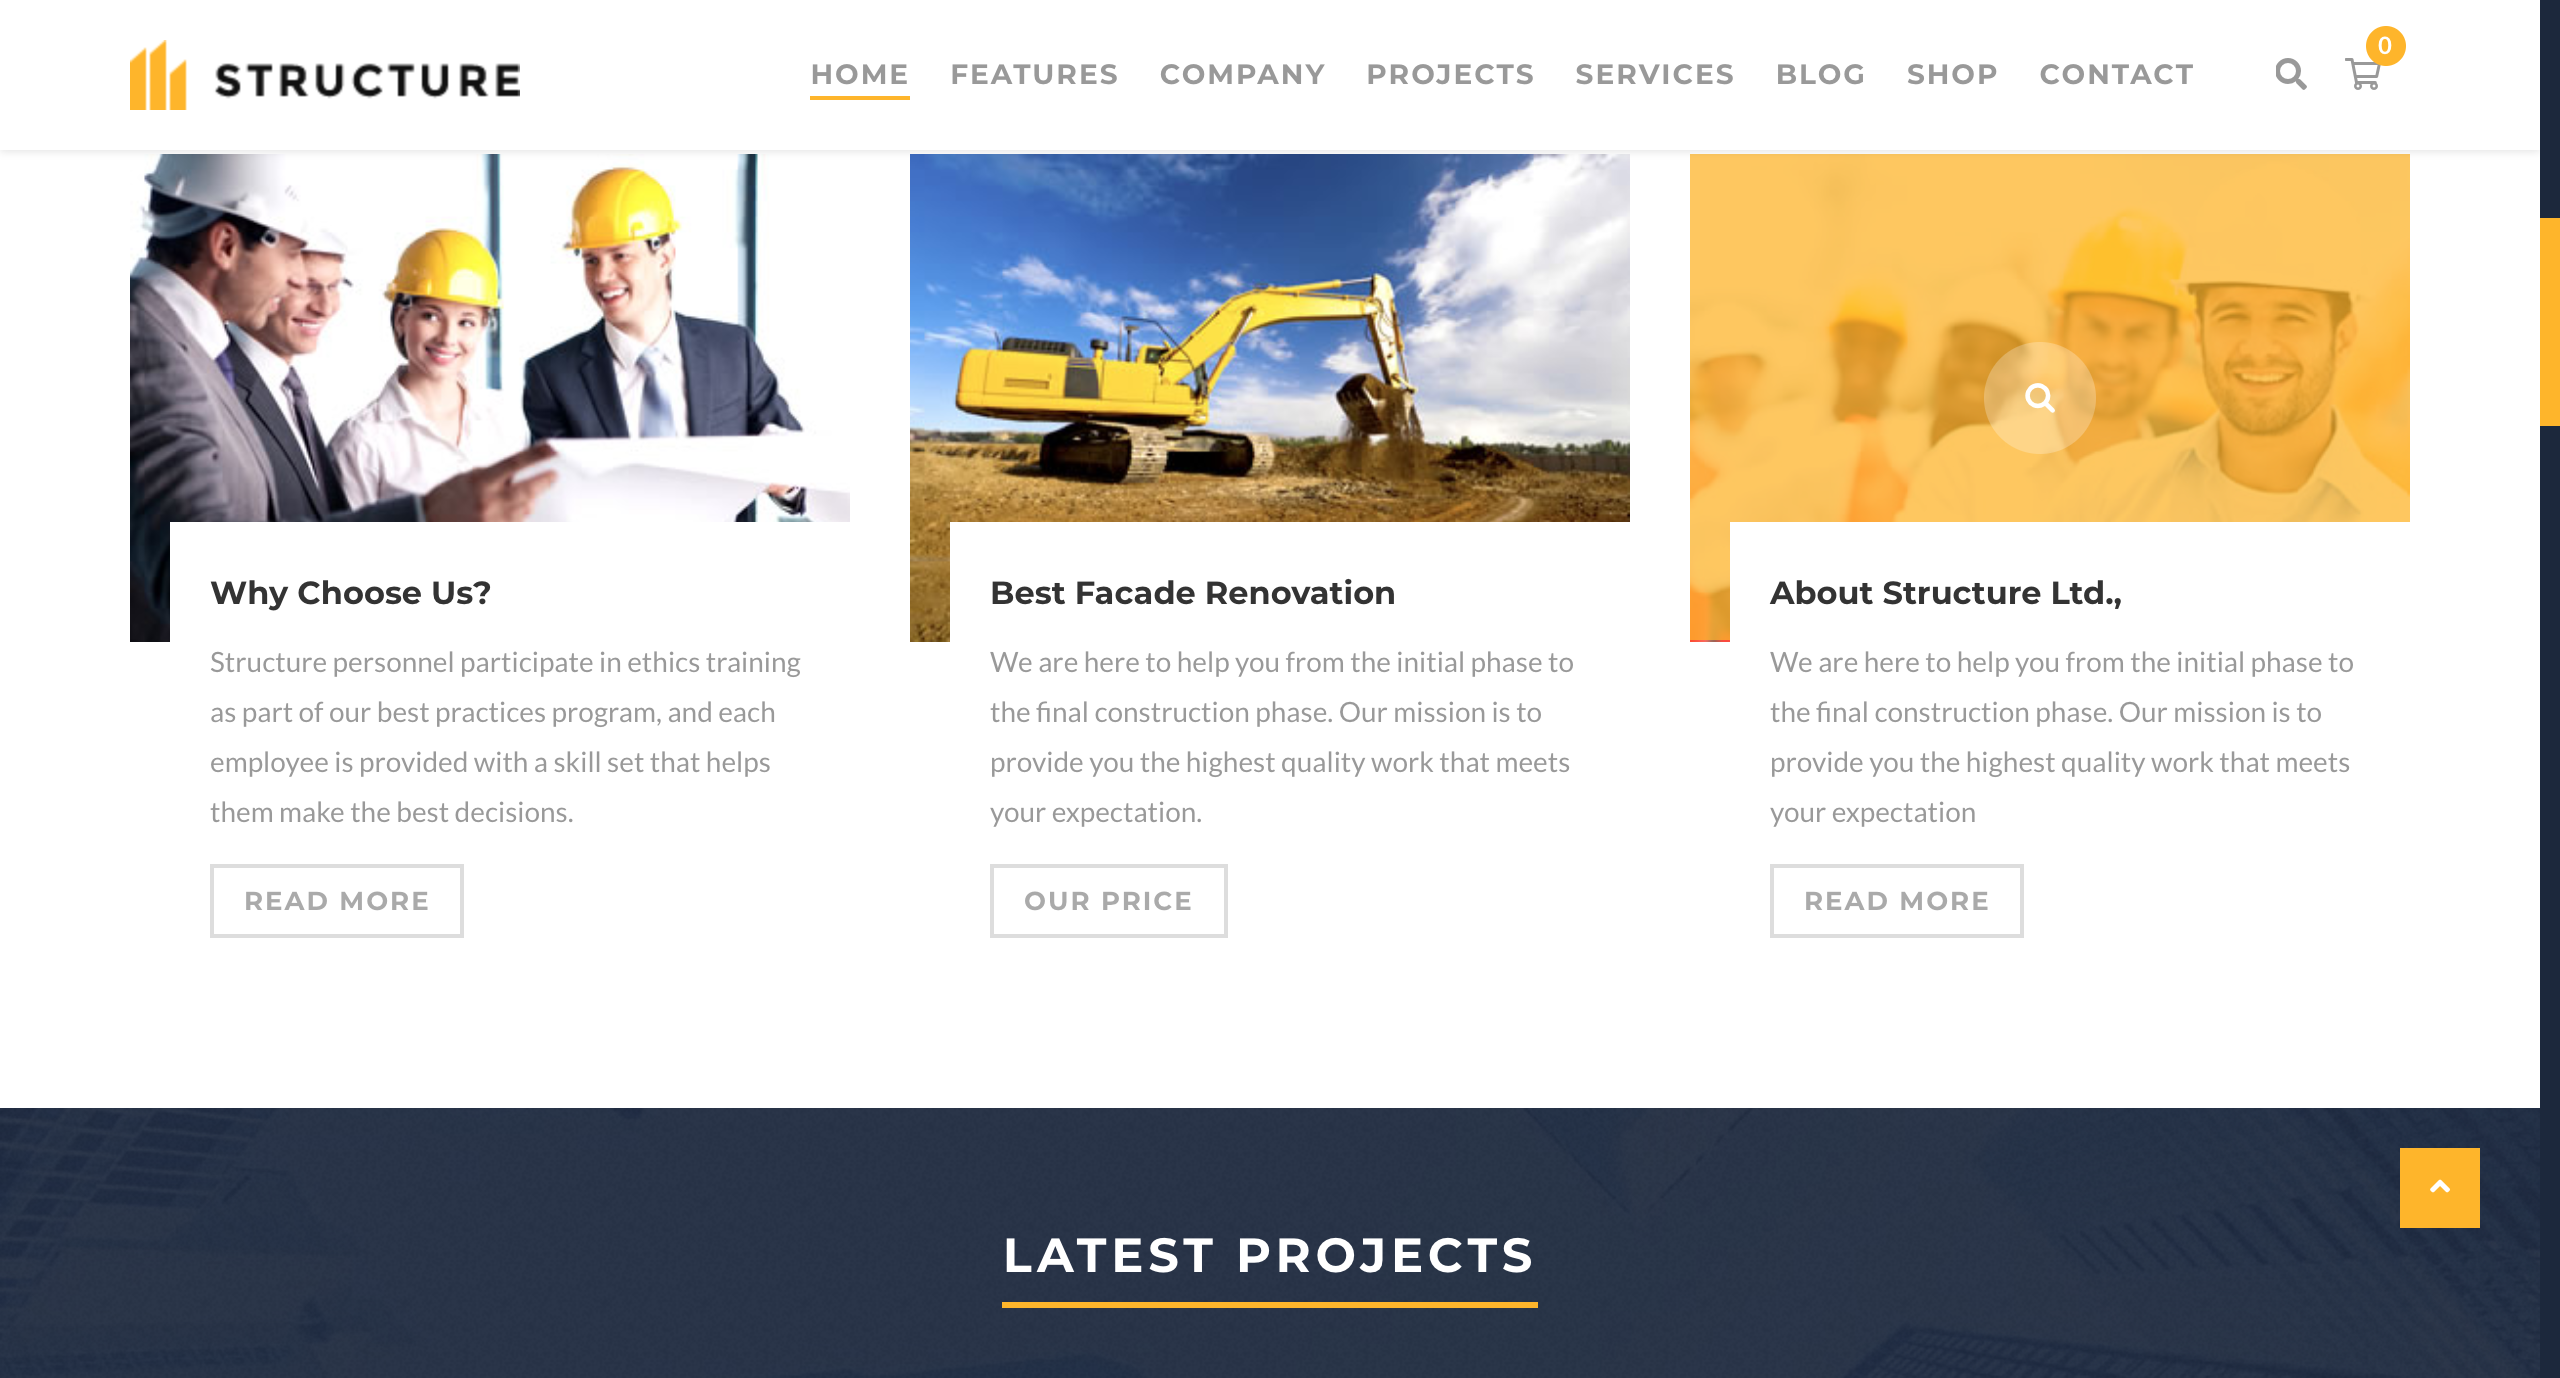 STRUCTURE
HOME FEATURES COMPANY PROJECTS SERVICES BLOG SHOP CONTACT
0
Why Choose Us?
Structure personnel participate in ethics training
as part of our best practices program, and each
employee is provided with a skill set that helps
them make the best decisions.
READ MORE
Best Facade Renovation
We are here to help you from the initial phase to
the final construction phase. Our mission is to
provide you the highest quality work that meets
your expectation.
OUR PRICE
About Structure Ltd.,
We are here to help you from the initial phase to
the final construction phase. Our mission is to
provide you the highest quality work that meets
your expectation
READ MORE
LATEST PROJECTS